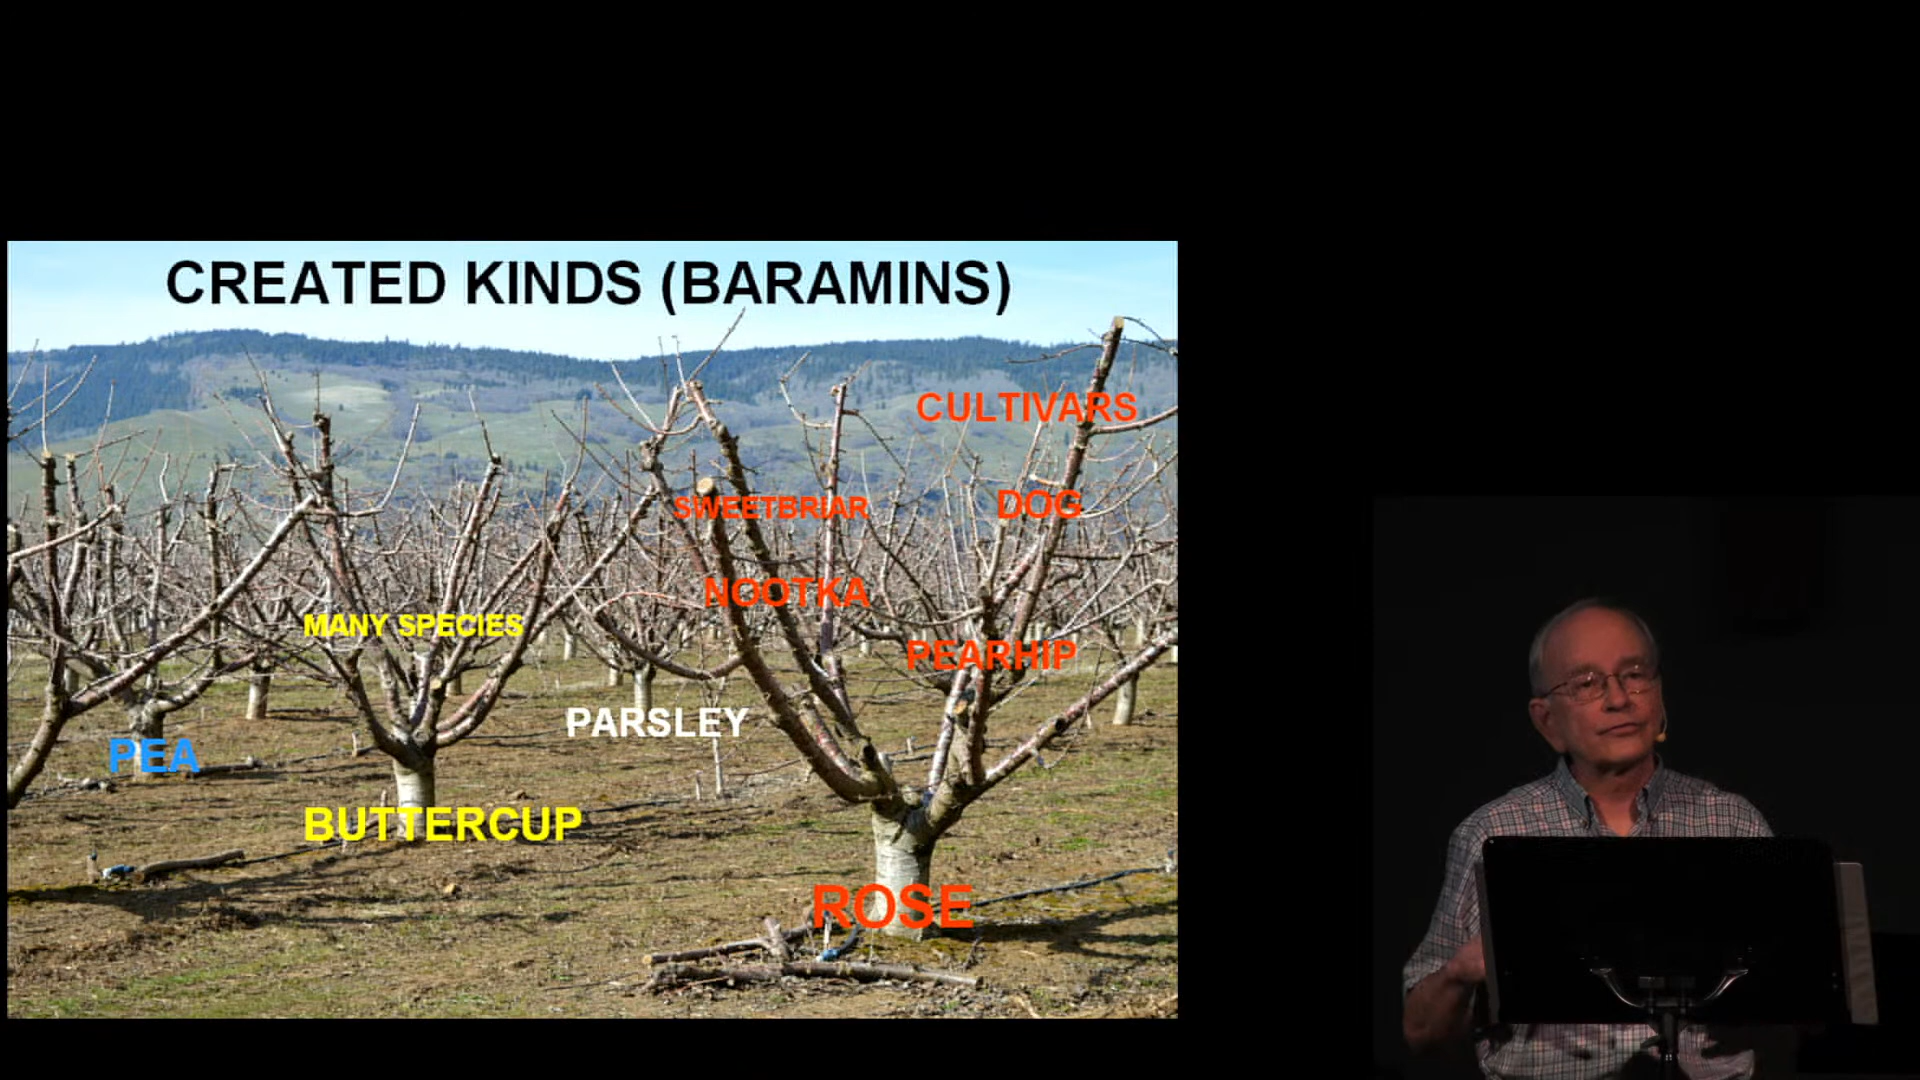 CREATED KINDS (BARAMINS)
CULTIVARS
SWEETBRIAR
DOG
NOOTKA
MANY SPECIES
PEARHIP
PARSLEY
PEA
BUTTERCUP
ROSE